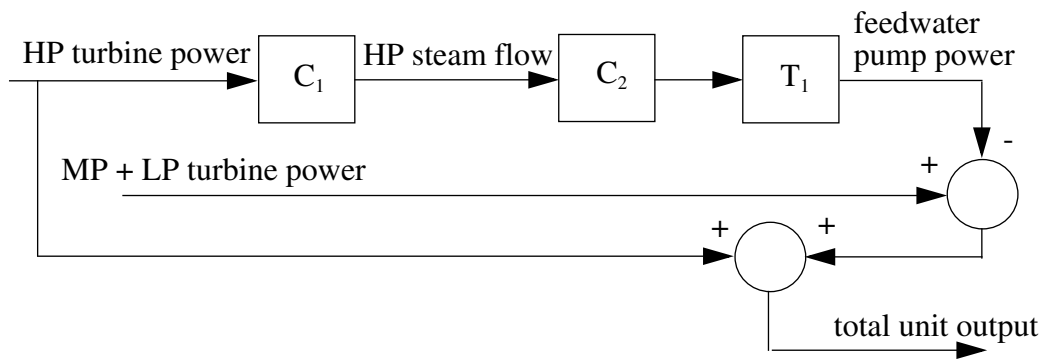 feedwater
pump power
HP turbine power
C₁
HP steam flow
C₂
T₁
-
MP + LP turbine power
+
+
+
total unit output